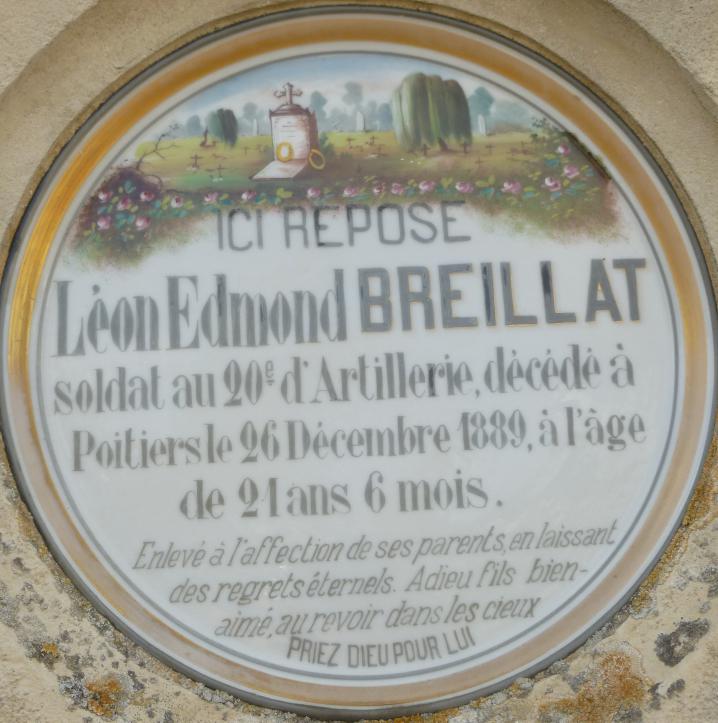 ICI REPOSE
Léon Edmond BREILLAT
soldat au 20e d'Artillerie, décédé à
Poitiers le 26 Décembre 1889, à l'âge
de 21 ans 6 mois.
Enlevé à l'affection de ses parents, en laissant
des regrets éternels. Adieu fils bien-
aimé, au revoir dans les cieux
PRIEZ DIEU POUR LUI